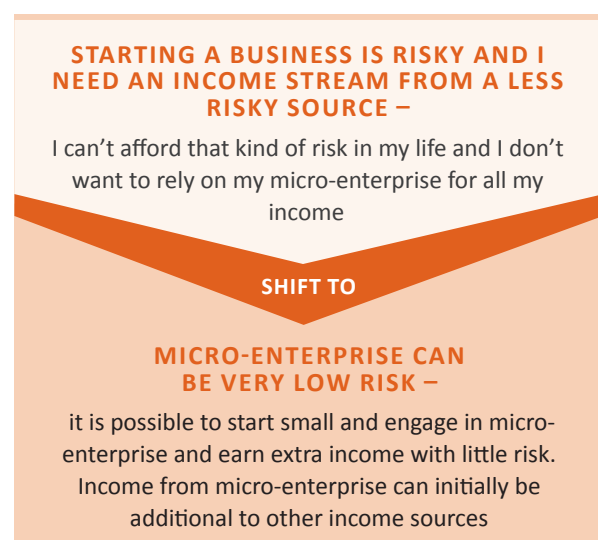 STARTING A BUSINESS IS RISKY AND I
NEED AN INCOME STREAM FROM A LESS
RISKY SOURCE –
I can't afford that kind of risk in my life and I don't
want to rely on my micro-enterprise for all my
income
SHIFT TO
MICRO-ENTERPRISE CAN
BE VERY LOW RISK –
it is possible to start small and engage in micro-
enterprise and earn extra income with little risk.
Income from micro-enterprise can initially be
additional to other income sources